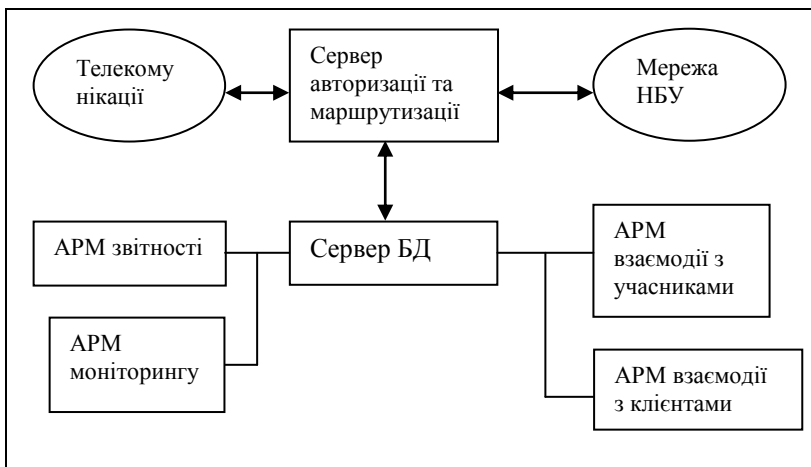 Телекому
нікації
Сервер
авторизації та
маршрутизації
Мережа
НБУ
АРМ звітності
Сервер БД
АРМ
взаємодії з
учасниками
АРМ
моніторингу
АРМ взаємодії
з клієнтами